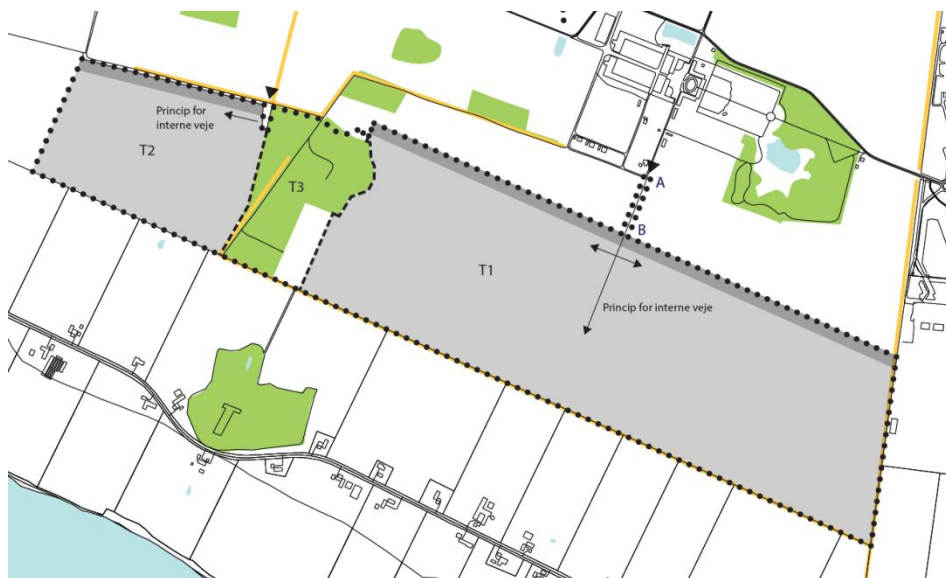 Princip for
interne veje
T2
T3
A
B
T1
Princip for interne veje